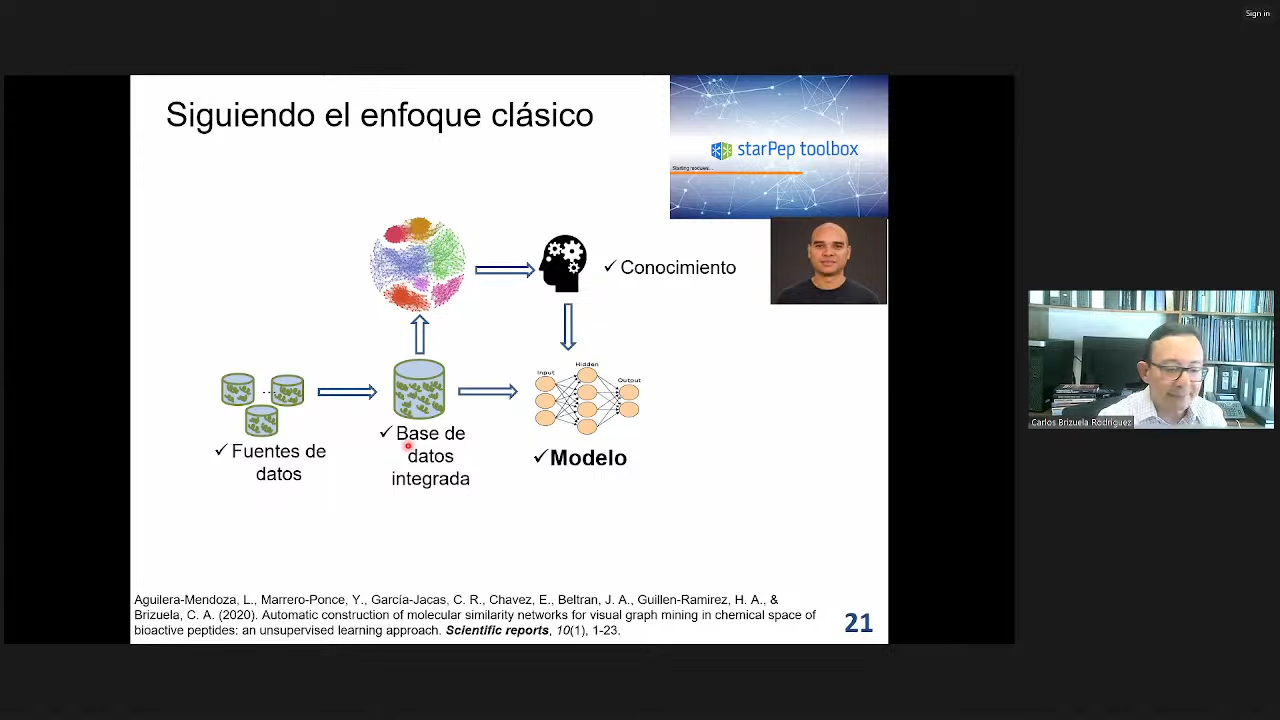 Sign in
Siguiendo el enfoque clásico
starPep toolbox
Starting modules...
✓ Conocimiento
Input
Hidden
Output
...
✓ Fuentes de
datos
✓ Base de
datos
integrada
✓ Modelo
Carlos Brizuela Rodriguez
Aguilera-Mendoza, L., Marrero-Ponce, Y., García-Jacas, C. R., Chavez, E., Beltran, J. A., Guillen-Ramirez, H. A., &
Brizuela, C. A. (2020). Automatic construction of molecular similarity networks for visual graph mining in chemical space of
bioactive peptides: an unsupervised learning approach. Scientific reports, 10(1), 1-23.
21